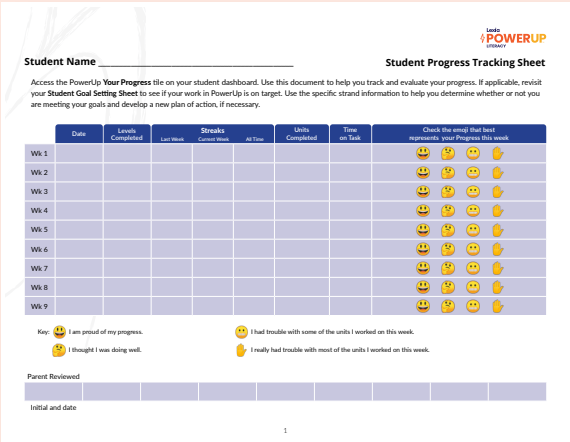 Lexia
POWERUP
LITERACY
Student Name ___________________________________
Student Progress Tracking Sheet
Access the PowerUp Your Progress tile on your student dashboard. Use this document to help you track and evaluate your progress. If applicable, revisit
your Student Goal Setting Sheet to see if your work in PowerUp is on target. Use the specific strand information to help you determine whether or not you
are meeting your goals and develop a new plan of action, if necessary.
Date
Levels
Completed
Streaks
Last Week Current Week All Time
Units
Completed
Time
on Task
Check the emoji that best
represents your Progress this week
Wk 1
Wk 2
Wk 3
Wk 4
Wk 5
Wk 6
Wk 7
Wk 8
Wk 9
Key: 😃 I am proud of my progress. 😬 I had trouble with some of the units I worked on this week.
🤔 I thought I was doing well. ✋ I really had trouble with most of the units I worked on this week.
Parent Reviewed
Initial and date
1